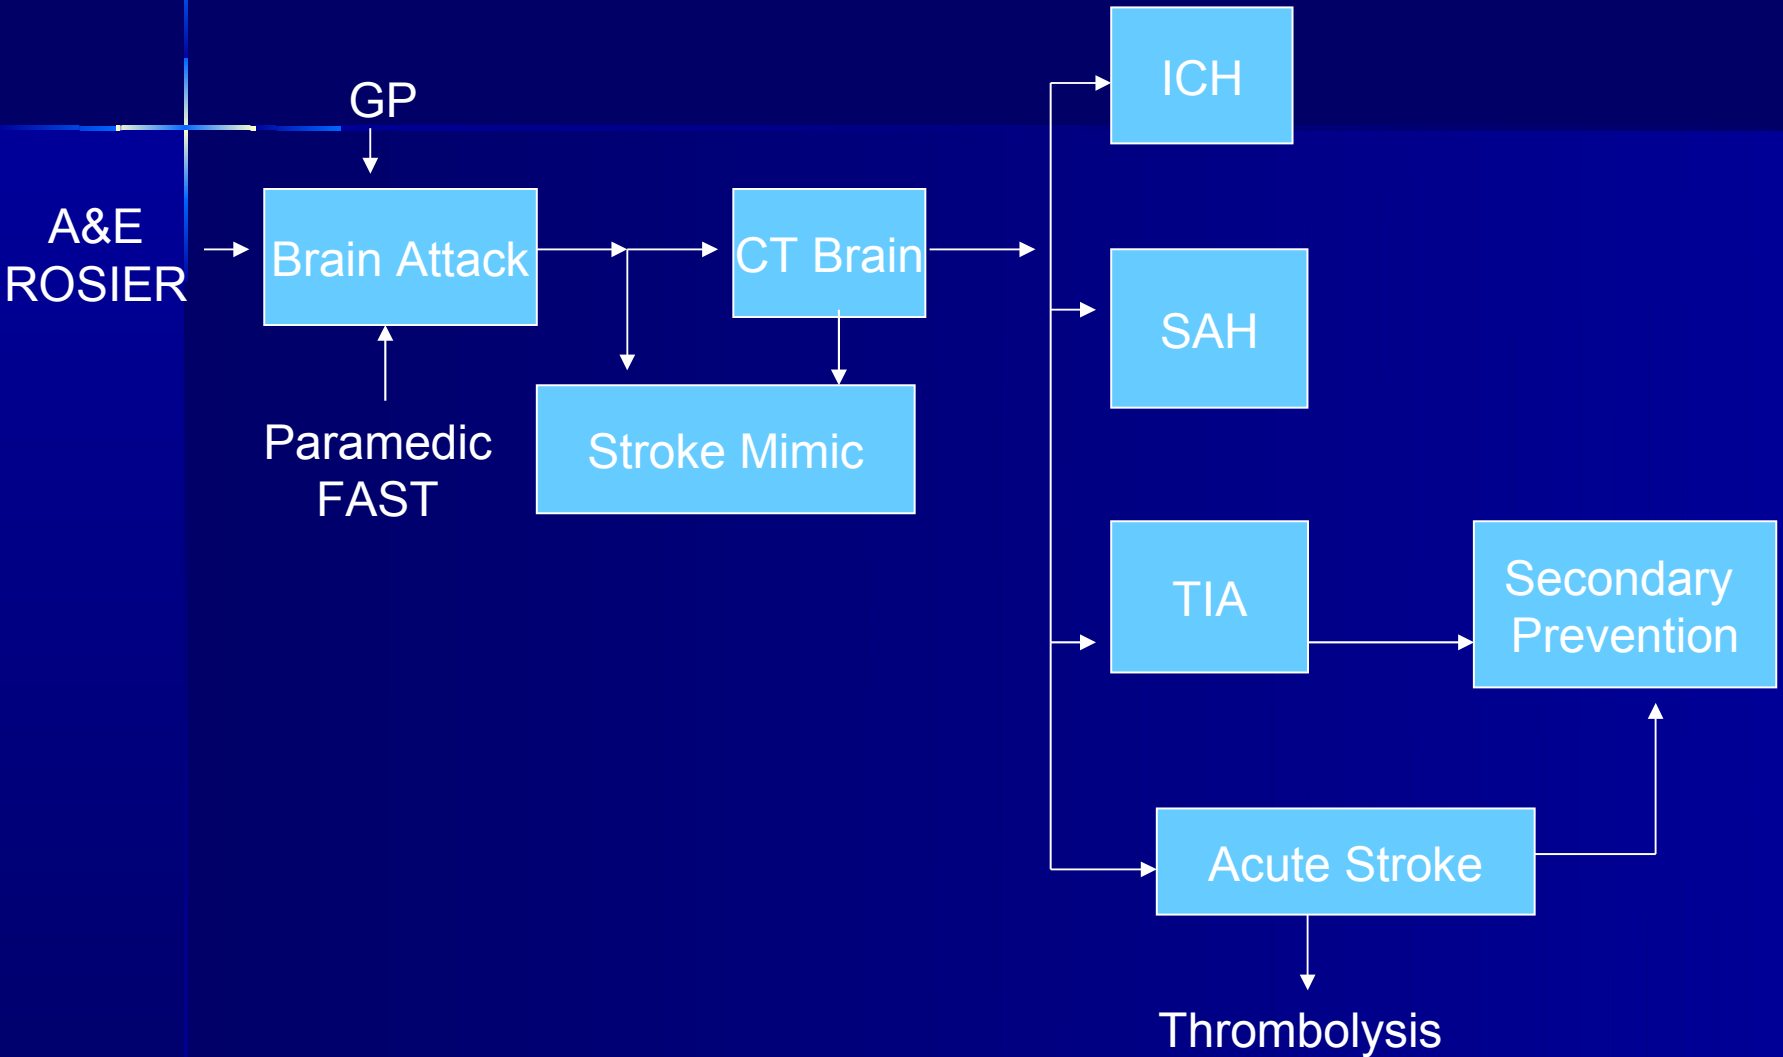 GP
ICH
A&E
ROSIER
Brain Attack
CT Brain
SAH
Paramedic
FAST
Stroke Mimic
TIA
Secondary
Prevention
Acute Stroke
Thrombolysis